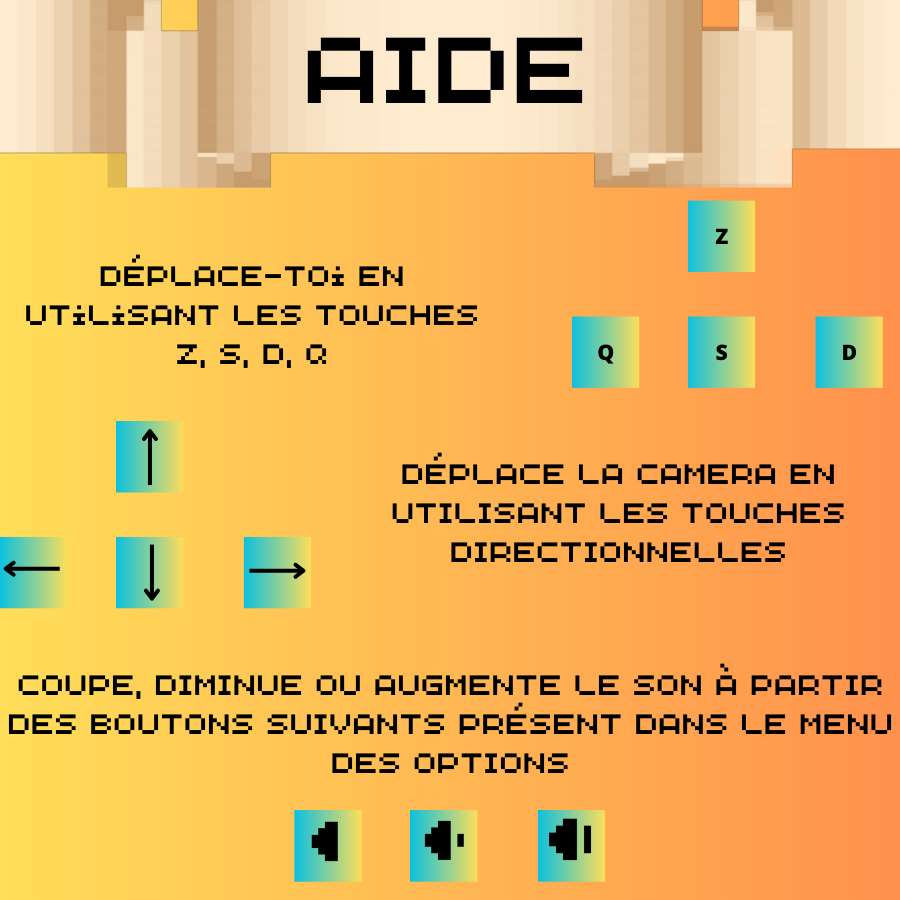 AIDE
DÉPLACE-TOi EN
UTiLiSANT LES TOUCHES
Z, S, D, Q
Z
Q S D
DÉPLACE LA CAMERA EN
UTILISANT LES TOUCHES
DIRECTIONNELLES
COUPE, DIMINUE OU AUGMENTE LE SON À PARTIR
DES BOUTONS SUIVANTS PRÉSENT DANS LE MENU
DES OPTIONS